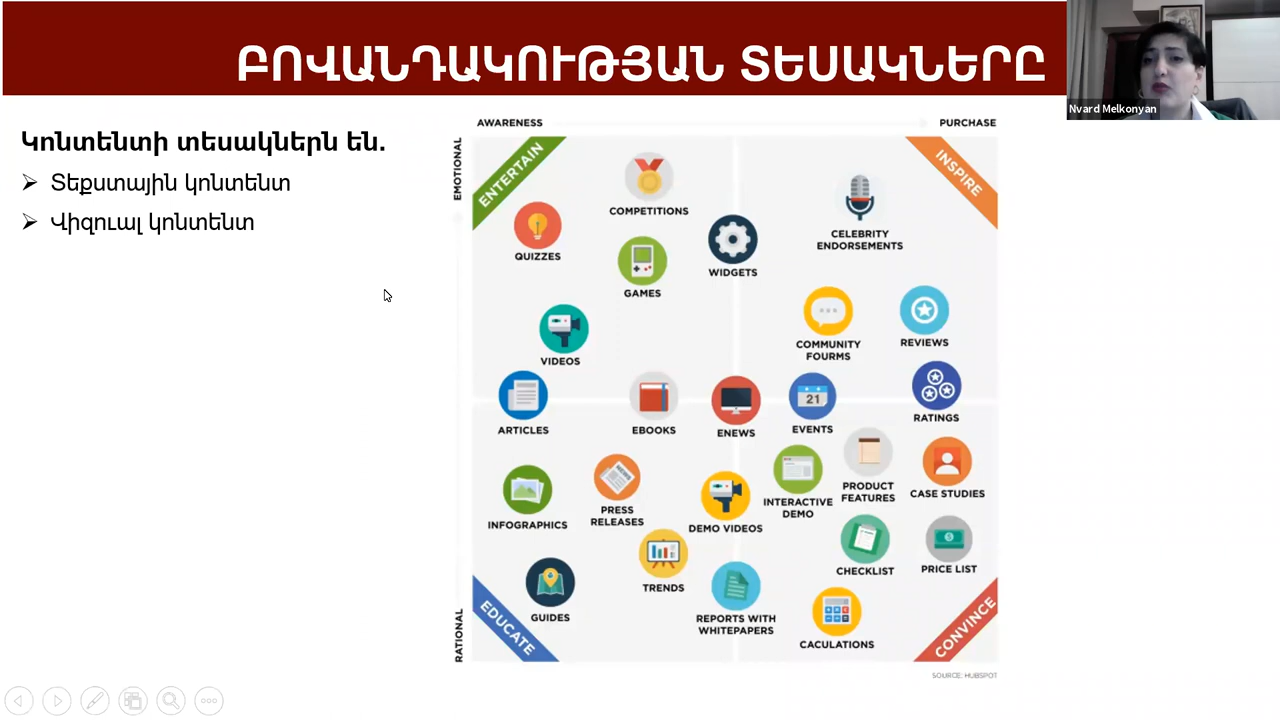 ԲՈՎԱՆԴԱԿՈՒԹՅԱՆ ՏԵՍԱԿՆԵՐԸ
Nvard Melkonyan
Կոնտենտի տեսակներն են.
Տեքստային կոնտենտ
Վիզուալ կոնտենտ
AWARENESS
PURCHASE
EMOTIONAL
RATIONAL
ENTERTAIN
INSPIRE
COMPETITIONS
QUIZZES
GAMES
WIDGETS
CELEBRITY
ENDORSEMENTS
VIDEOS
COMMUNITY
FOURMS
REVIEWS
ARTICLES
EBOOKS
ENEWS
21
EVENTS
RATINGS
INFOGRAPHICS
NEWS
PRESS
RELEASES
DEMO VIDEOS
INTERACTIVE
DEMO
PRODUCT
FEATURES
CASE STUDIES
GUIDES
TRENDS
REPORTS WITH
WHITEPAPERS
CHECKLIST
PRICE LIST
CACULATIONS
EDUCATE
CONVINCE
SOURCE: HUBSPOT